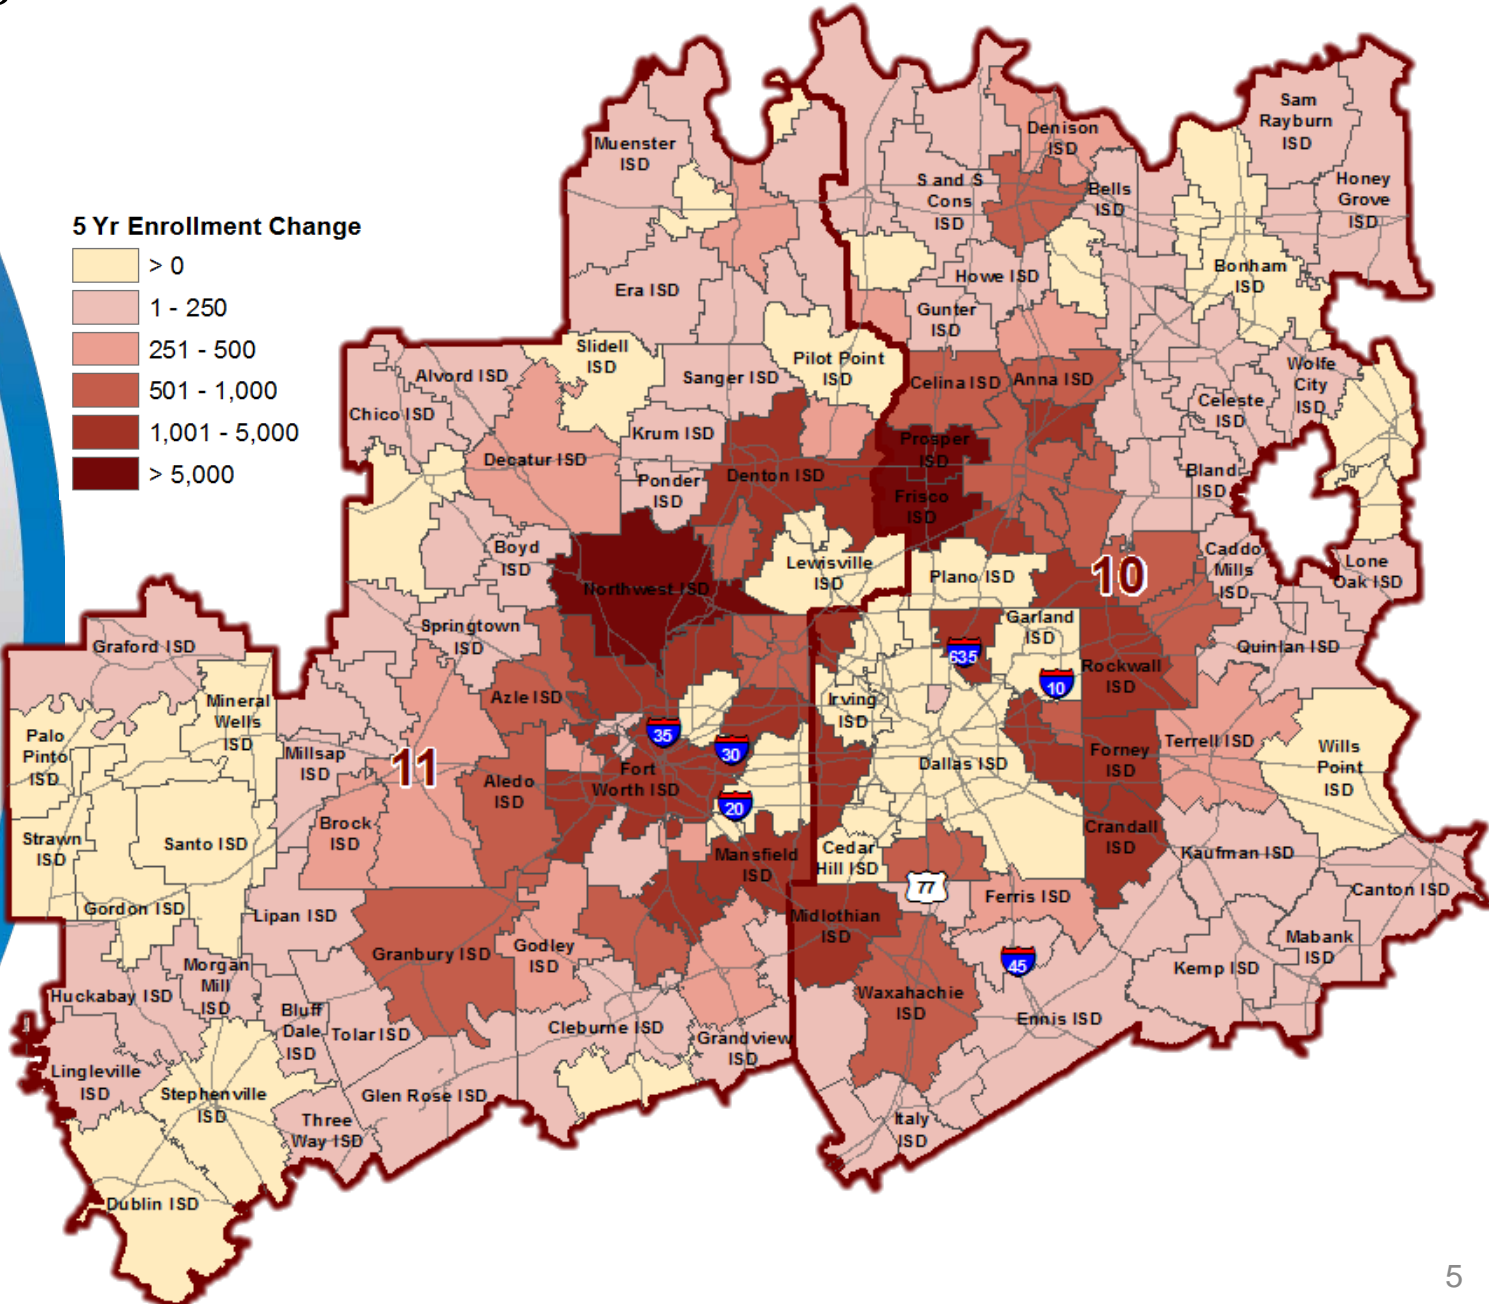 5 Yr Enrollment Change
> 0
1 - 250
251 - 500
501 - 1,000
1,001 - 5,000
> 5,000
Muenster
ISD
Era ISD
Slidell
ISD
Alvord ISD
Chico ISD
Sanger ISD
Pilot Point
ISD
Krum ISD
Decatur ISD
Ponder
ISD
Denton ISD
Boyd
ISD
Northwest ISD
Lewisville
ISD
Springtown
ISD
Graford ISD
Mineral
Wells
ISD
Palo
Pinto
ISD
Millsap
ISD
11
Azle ISD
Aledo
ISD
Fort
Worth ISD
35
30
20
Brock
ISD
Strawn
ISD
Santo ISD
Gordon ISD
Lipan ISD
Mansfield
ISD
Granbury ISD
Godley
ISD
Morgan
Mill
ISD
Huckabay ISD
Bluff
Dale
ISD
Tolar ISD
Cleburne ISD
Grandview
ISD
Lingleville
ISD
Stephenville
ISD
Glen Rose ISD
Three
Way ISD
Dublin ISD
Sam
Rayburn
ISD
Denison
ISD
S and S
Cons
ISD
Bells
ISD
Honey
Grove
ISD
Bonham
ISD
Howe ISD
Gunter
ISD
Celina ISD
Anna ISD
Wolfe
City
ISD
Celeste
ISD
Prosper
ISD
Frisco
ISD
Bland
ISD
Plano ISD
10
Caddo
Mills
ISD
Lone
Oak ISD
Garland
ISD
635
10
Rockwall
ISD
Quinlan ISD
Irving
ISD
Dallas ISD
Forney
ISD
Terrell ISD
Wills
Point
ISD
Cedar
Hill ISD
Crandall
ISD
Kaufman ISD
77
Ferris ISD
Canton ISD
Midlothian
ISD
45
Mabank
ISD
Kemp ISD
Waxahachie
ISD
Ennis ISD
Italy
ISD
5